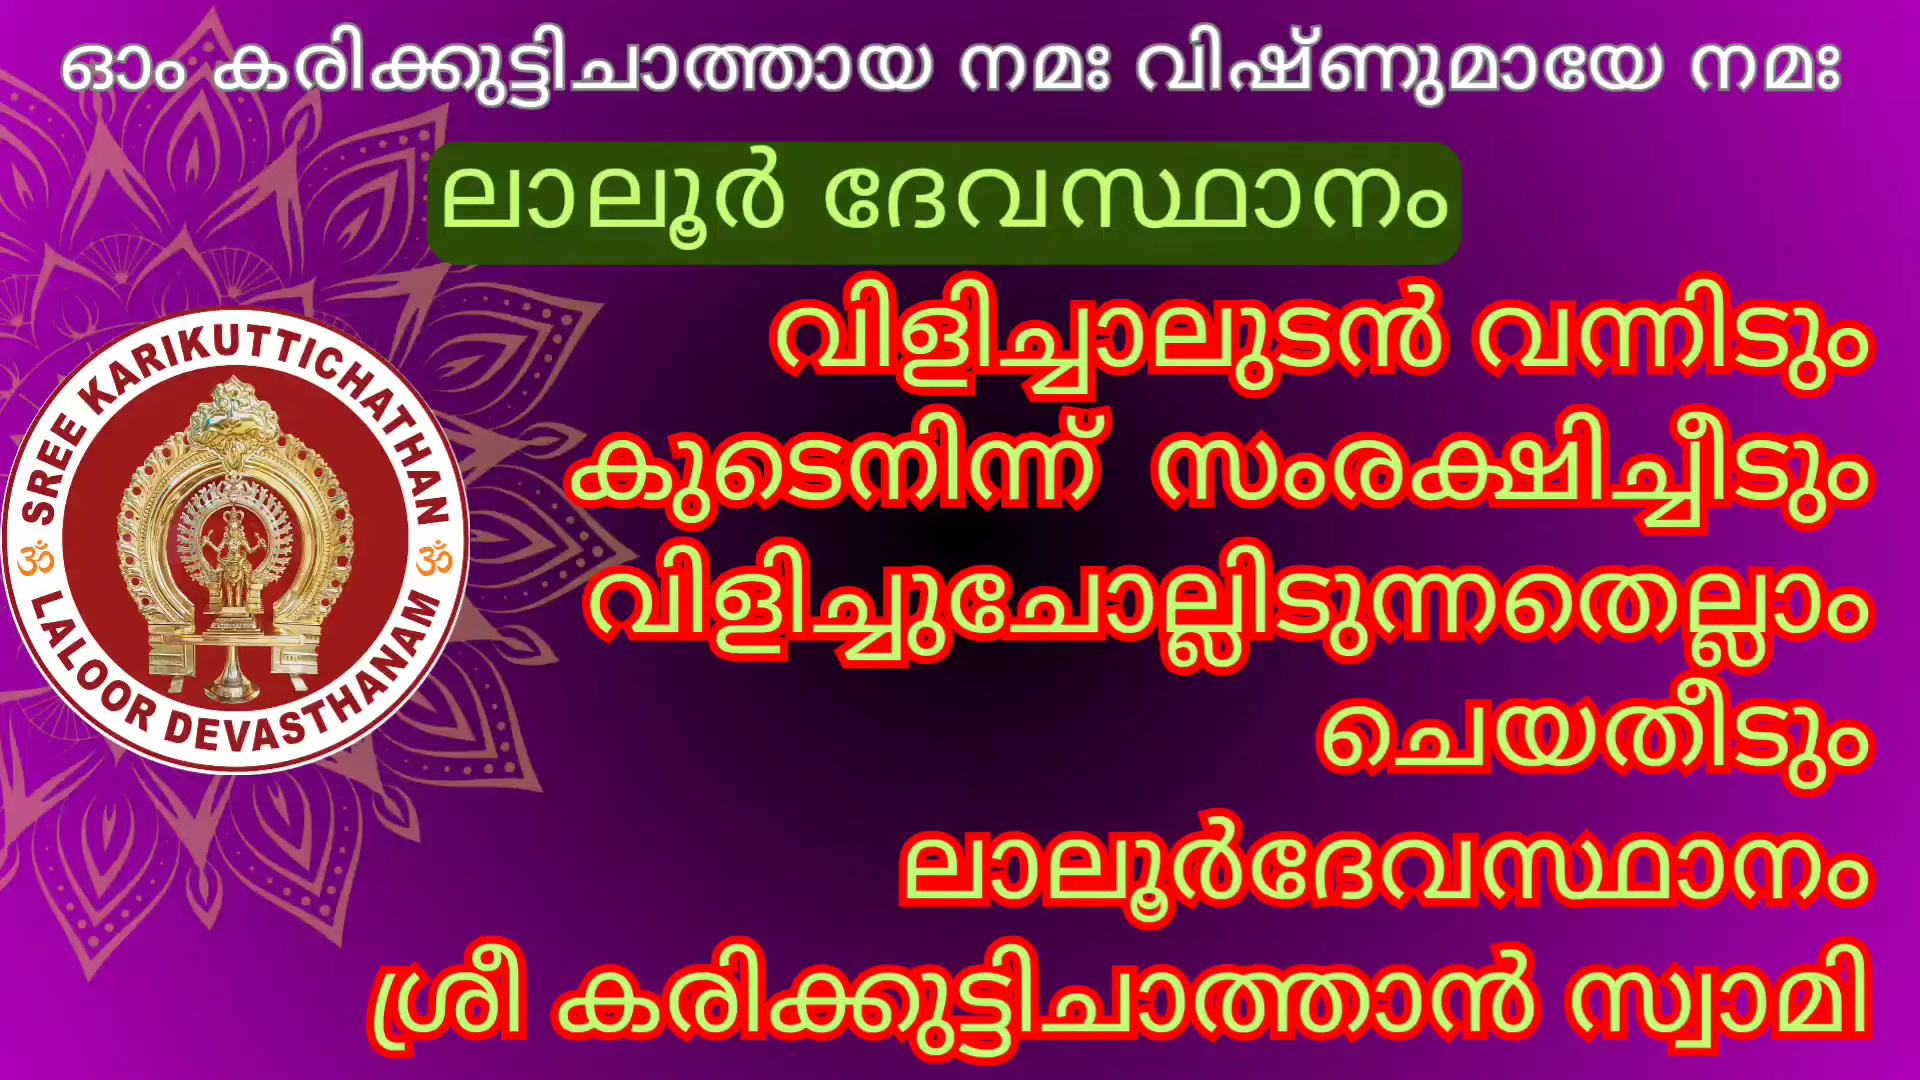 ഓം കരിക്കുട്ടിചാത്തായ നമഃ വിഷ്ണുമായേ നമഃ
ലാലൂർ ദേവസ്ഥാനം
വിളിച്ചാലുടൻ വന്നിടും
കുടെനിന്ന് സംരക്ഷിച്ചീടും
വിളിച്ചുചോല്ലിടുന്നതെല്ലാം
ചെയതീടും
ലാലൂർദേവസ്ഥാനം
ശ്രീ കരിക്കുട്ടിചാത്താൻ സ്വാമി
SREE KARIKUTTICHATHAN
ॐ ॐ
LALOOR DEVASTHANAM